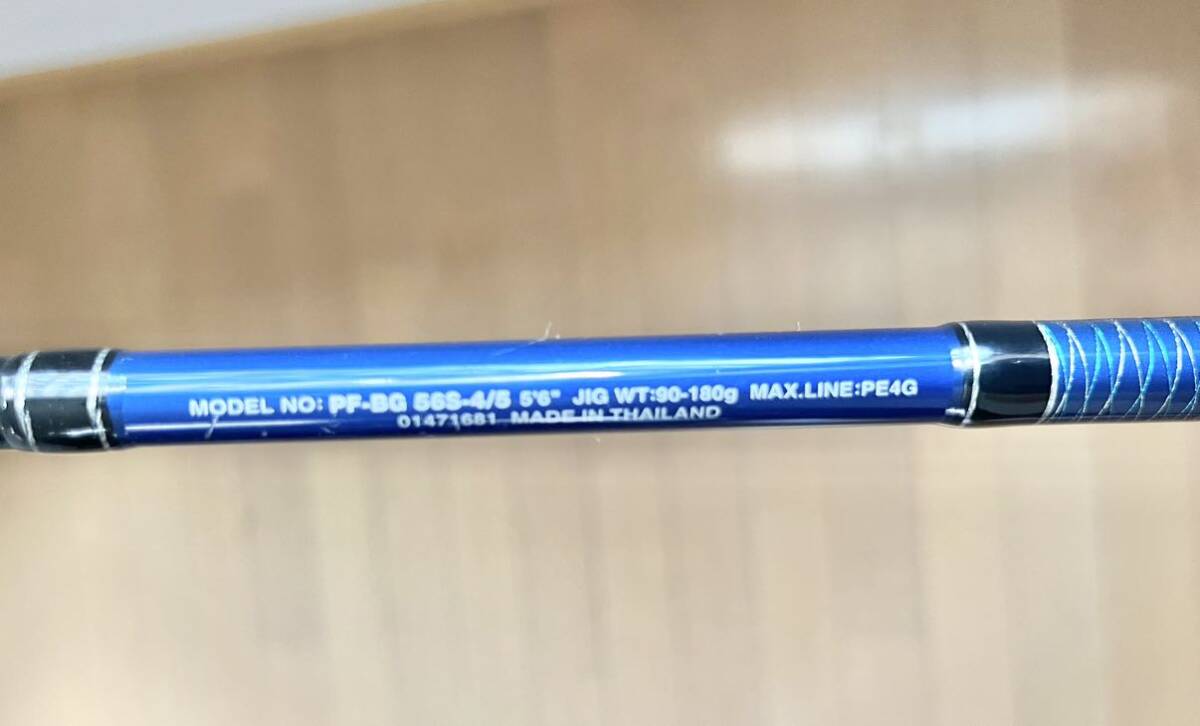 MODEL NO: PF-BG 56S-4/5 5'6" JIG WT:90-180g MAX.LINE:PE4G
01471681 MADE IN THAILAND